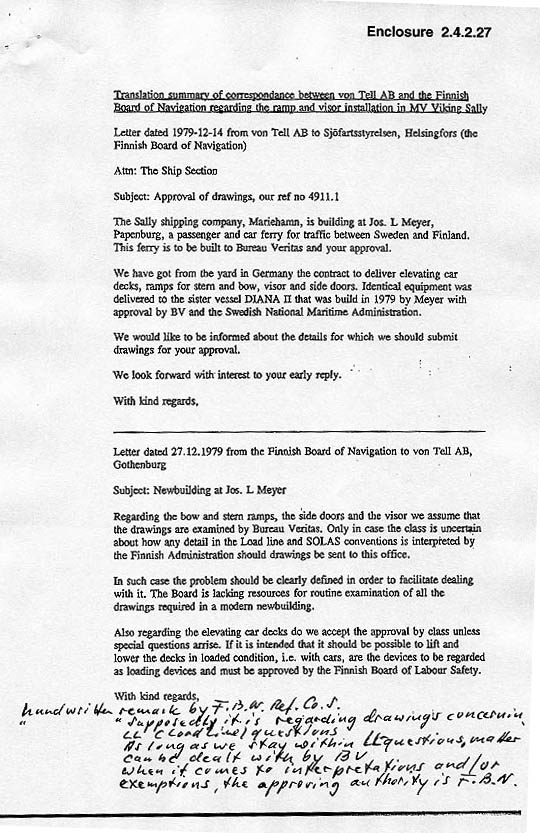 Enclosure 2.4.2.27
Translation summary of correspondance between von Tell AB and the Finnish
Board of Navigation regarding the ramp and visor installation in MV Viking Sally
Letter dated 1979-12-14 from von Tell AB to Sjöfartsstyrelsen, Helsingfors (the
Finnish Board of Navigation)
Attn: The Ship Section
Subject: Approval of drawings, our ref no 4911.1
The Sally shipping company, Mariehamn, is building at Jos. L Meyer,
Papenburg, a passenger and car ferry for traffic between Sweden and Finland.
This ferry is to be built to Bureau Veritas and your approval.
We have got from the yard in Germany the contract to deliver elevating car
decks, ramps for stern and bow, visor and side doors. Identical equipment was
delivered to the sister vessel DIANA II that was build in 1979 by Meyer with
approval by BV and the Swedish National Maritime Administration.
We would like to be informed about the details for which we should submit
drawings for your approval.
We look forward with interest to your early reply.
With kind regards,
Letter dated 27.12.1979 from the Finnish Board of Navigation to von Tell AB,
Gothenburg
Subject: Newbuilding at Jos. L Meyer
Regarding the bow and stern ramps, the side doors and the visor we assume that
the drawings are examined by Bureau Veritas. Only in case the class is uncertain
about how any detail in the Load line and SOLAS conventions is interpreted by
the Finnish Administration should drawings be sent to this office.
In such case the problem should be clearly defined in order to facilitate dealing
with it. The Board is lacking resources for routine examination of all the
drawings required in a modern newbuilding.
Also regarding the elevating car decks do we accept the approval by class unless
special questions arrise. If it is intended that it should be possible to lift and
lower the decks in loaded condition, i.e. with cars, are the devices to be regarded
as loading devices and must be approved by the Finnish Board of Labour Safety.
With kind regards,
handwritten remark by F.B.N. Ref. Co. S.
" "Supposedly it is regarding drawings concernin
LL (Load Line) questions
As long as we stay within LL questions, matter
can be dealt with by BV
when it comes to interpretations and/or
exemptions, the approving authority is F.B.N.